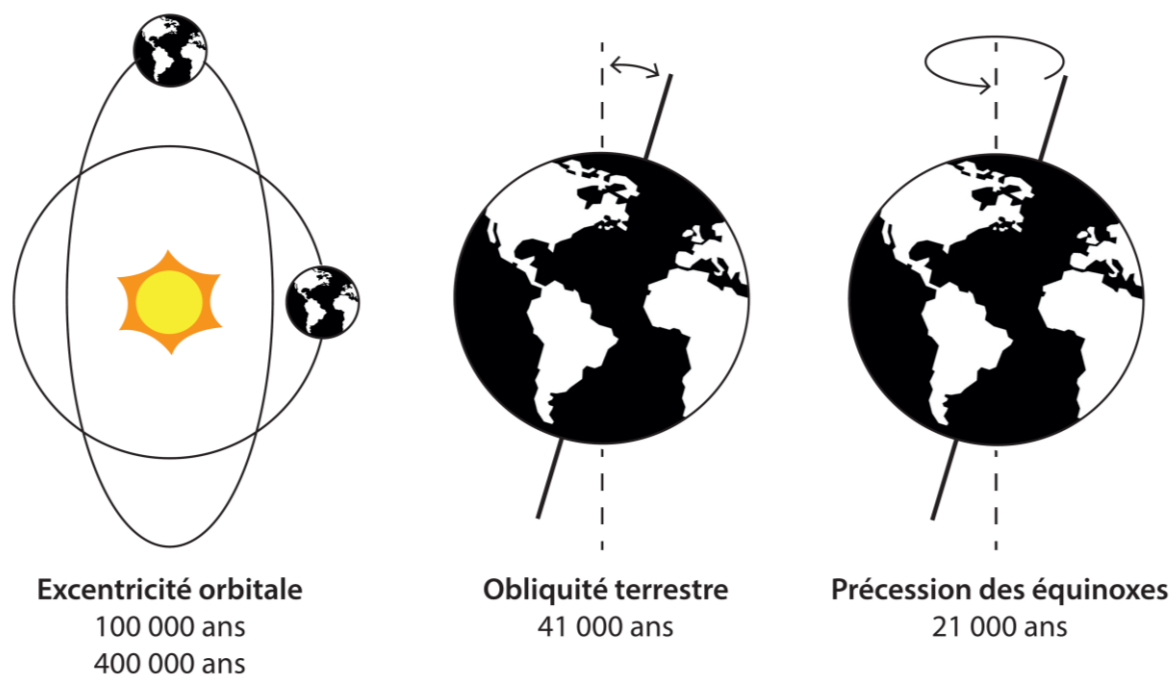 Excentricité orbitale
100 000 ans
400 000 ans
Obliquité terrestre
41 000 ans
Précession des équinoxes
21 000 ans